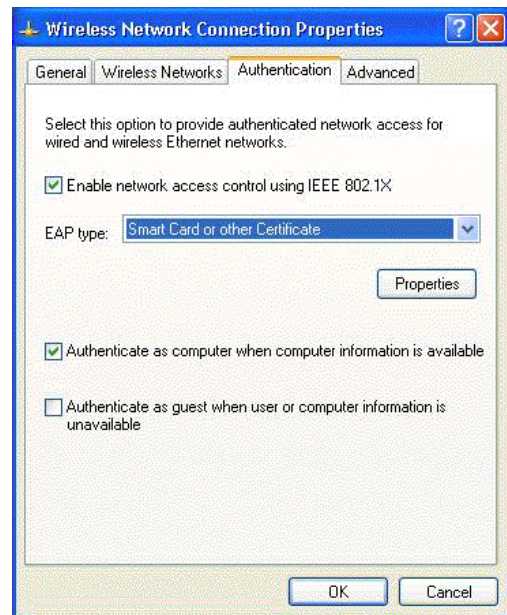 Wireless Network Connection Properties
General Wireless Networks Authentication Advanced
Select this option to provide authenticated network access for
wired and wireless Ethernet networks.
Enable network access control using IEEE 802.1X
EAP type: Smart Card or other Certificate
Properties
Authenticate as computer when computer information is available
Authenticate as guest when user or computer information is
unavailable
OK Cancel